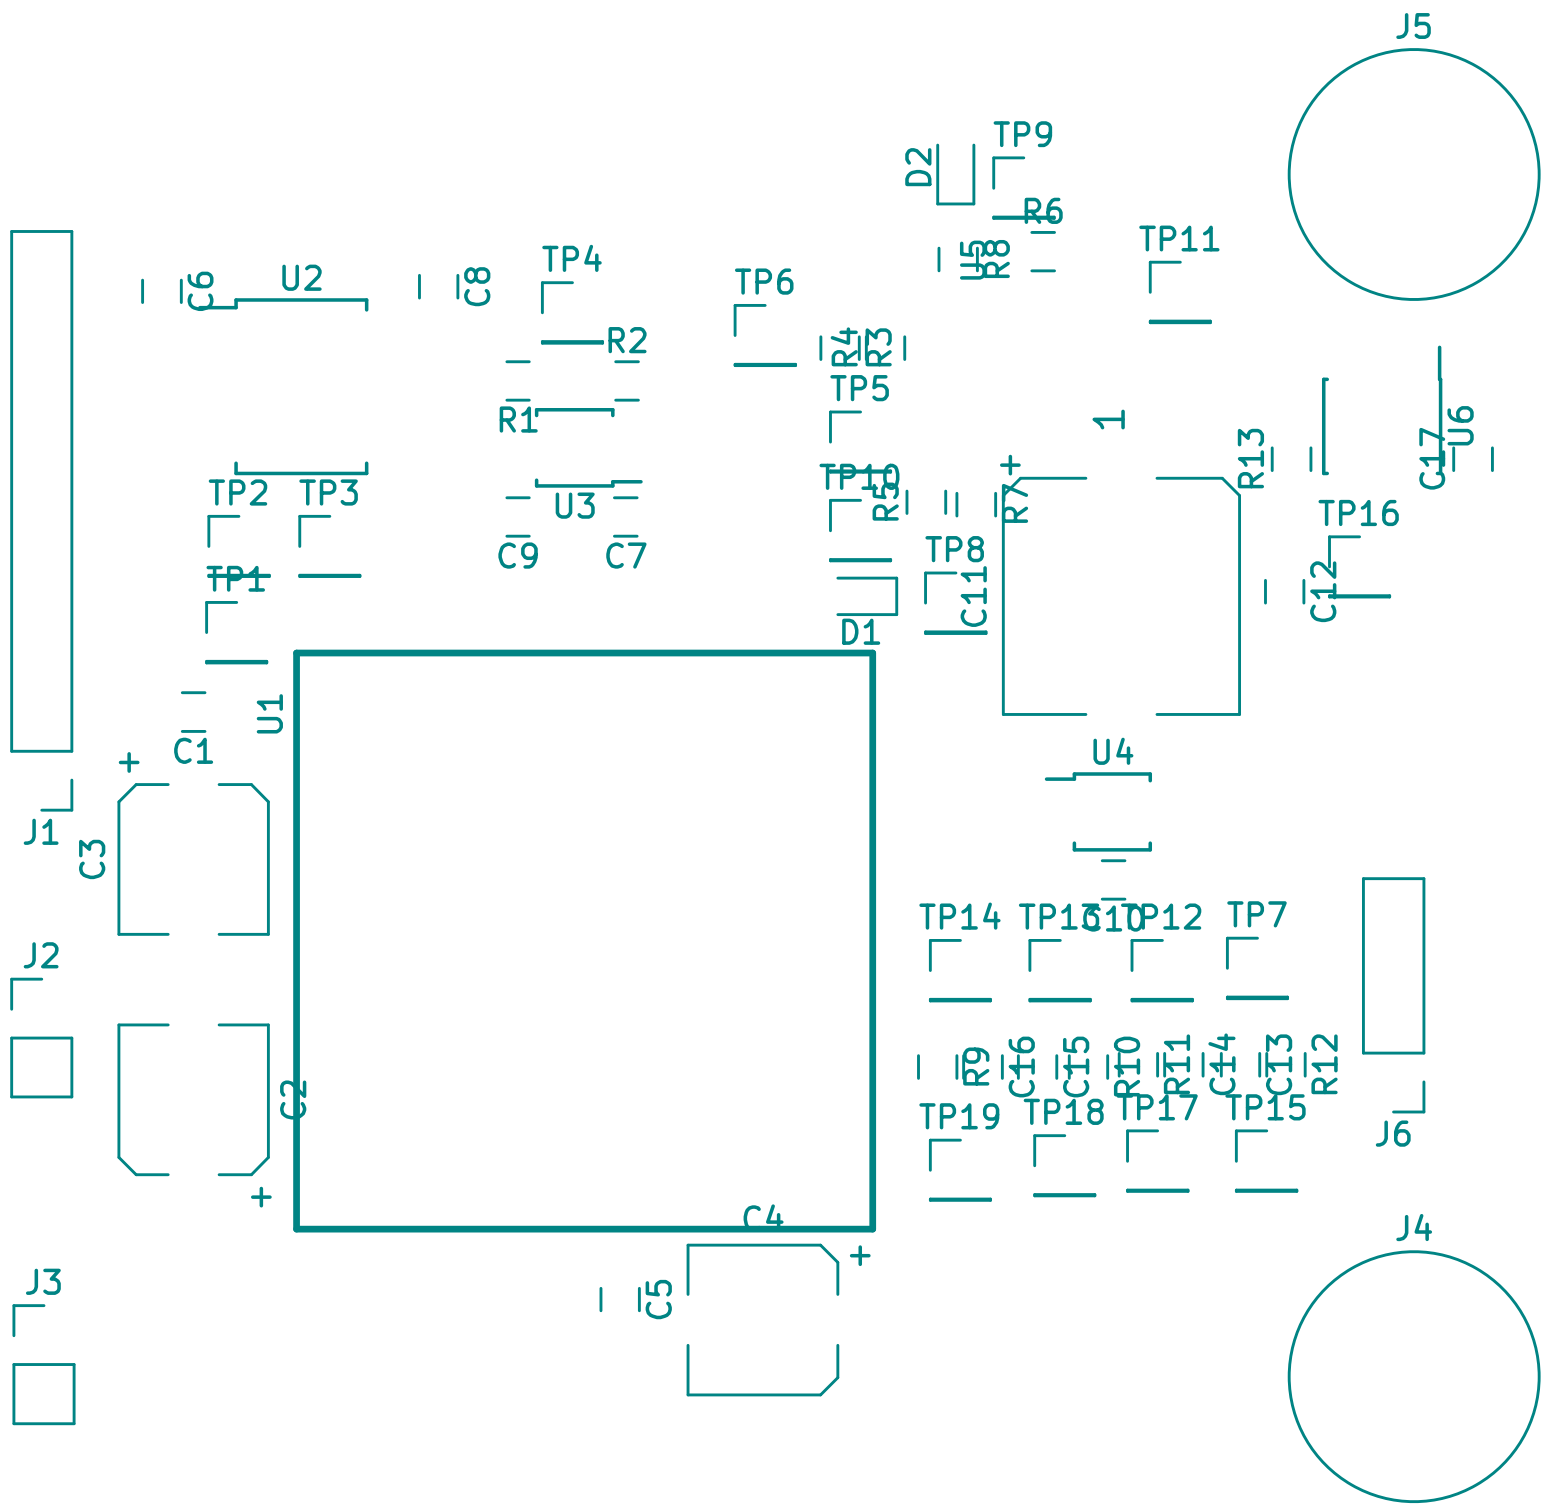 J5
TP9
D2
R6
TP11
U5
R8
TP4
TP6
U2
C6
C8
R2
R4
R3
TP5
R1
1
U6
C17
R13
+
TP10
R5
R7
TP2
TP3
U3
TP16
C9
C7
TP8
C11
C12
TP1
D1
U1
C1
+
U4
J1
C3
TP14
TP13
C10
TP12
TP7
J2
R9
C16
C15
R10
R11
C14
C13
R12
C2
TP19
TP18
TP17
TP15
J6
+
C4
J4
+
J3
C5